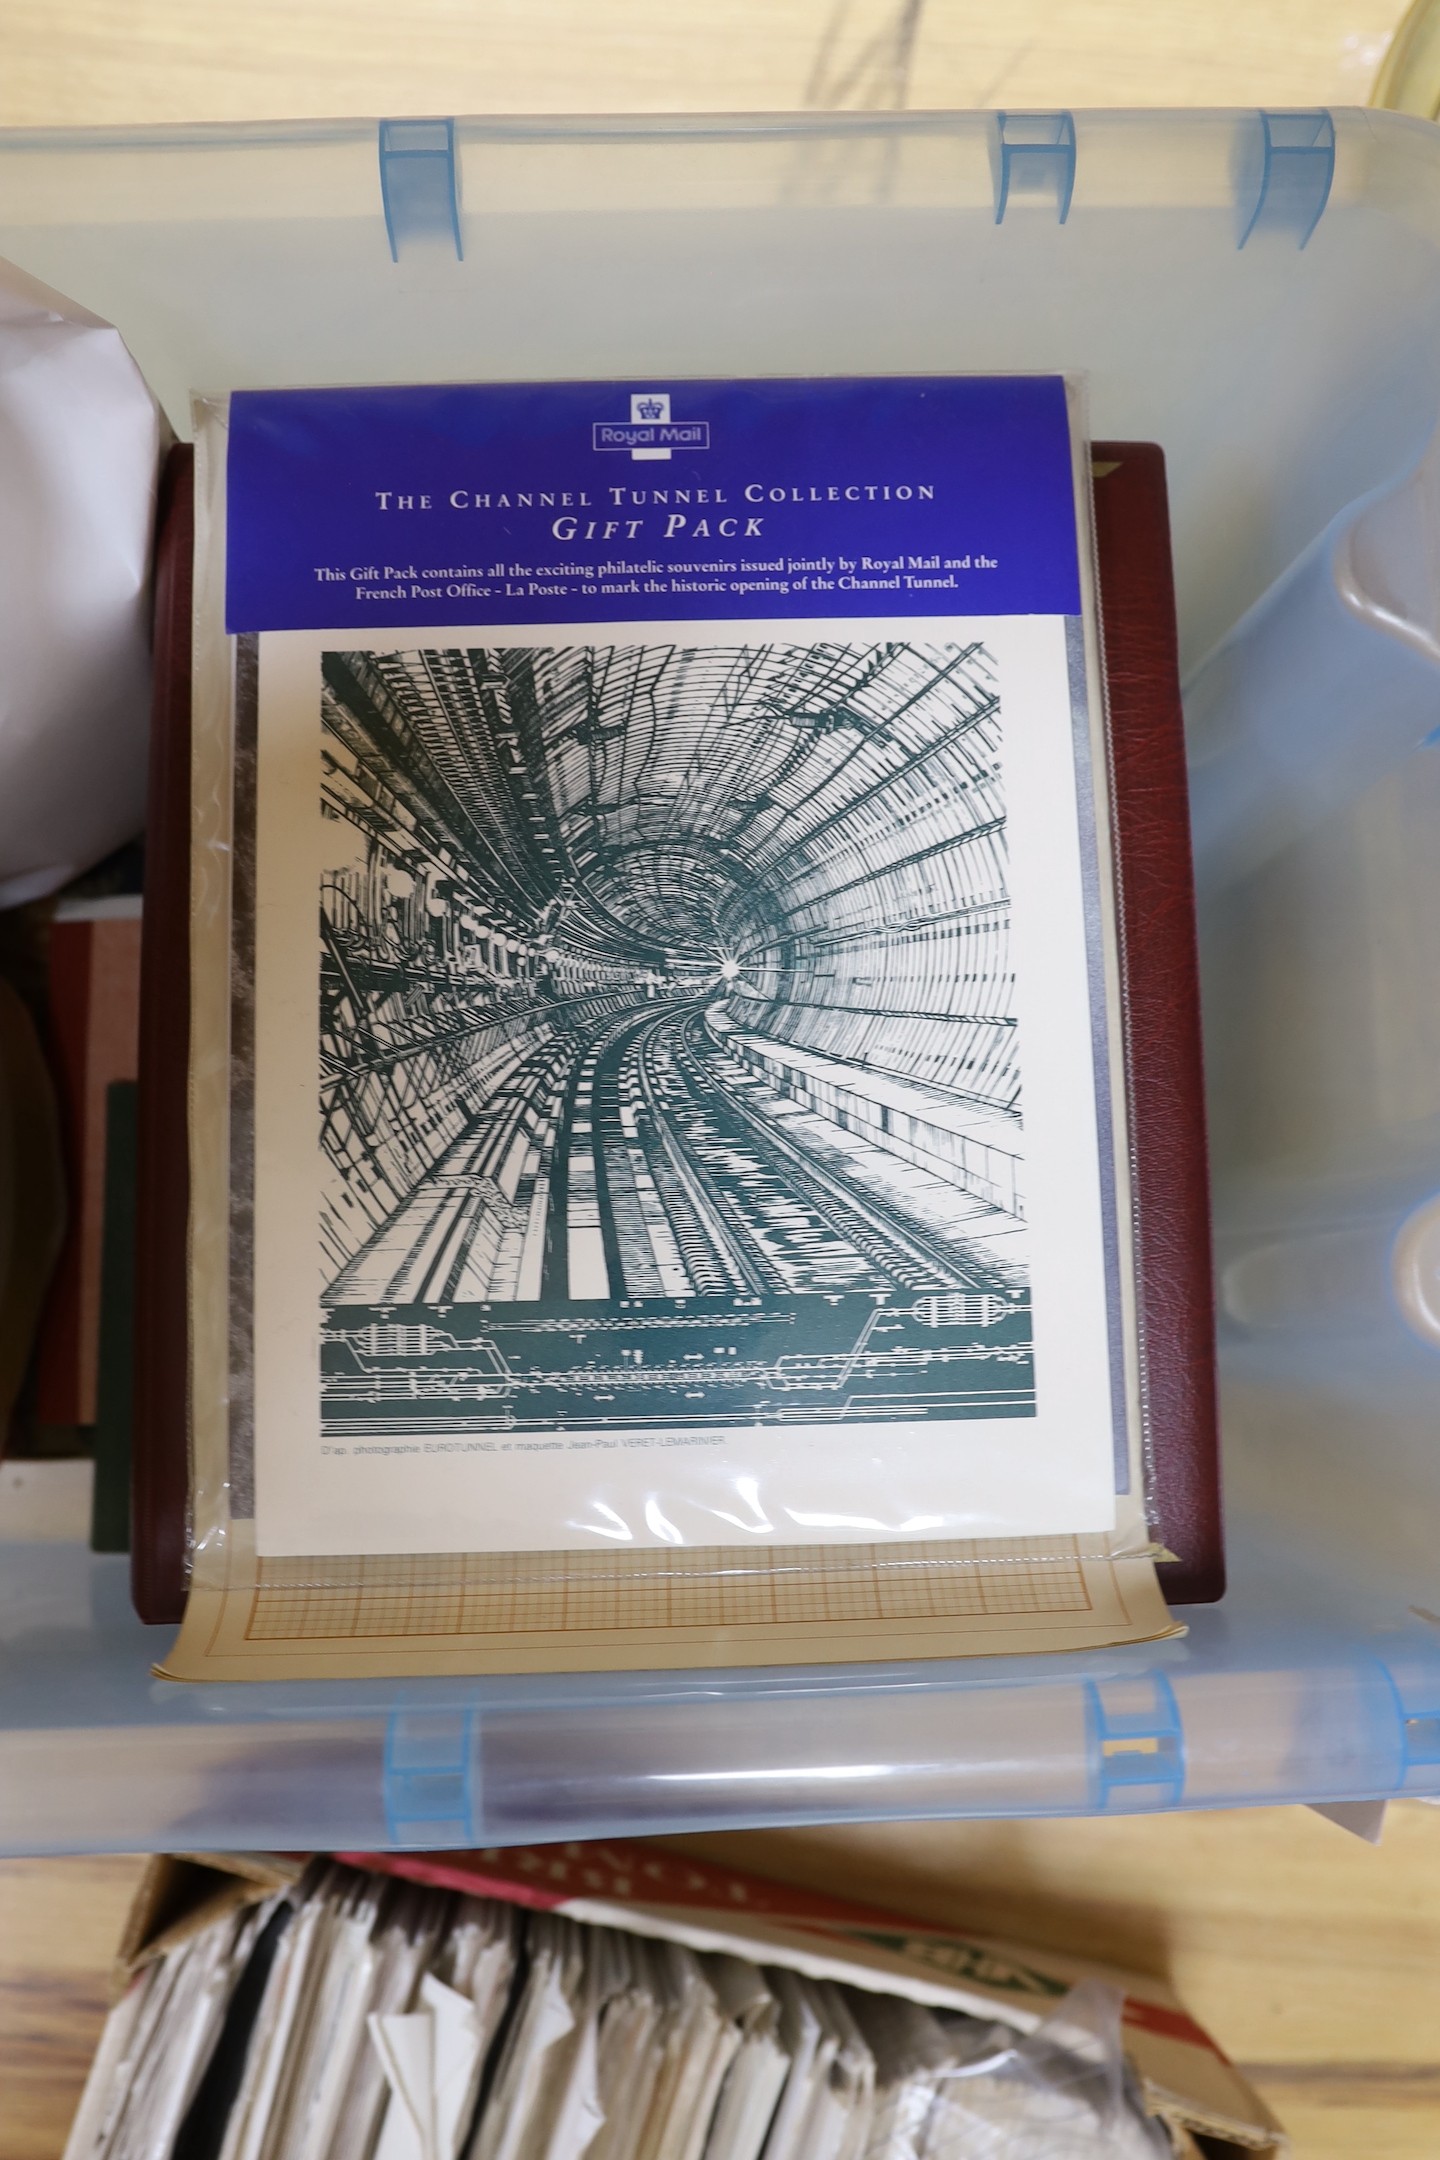 Royal Mail
THE CHANNEL TUNNEL COLLECTION
GIFT PACK
This Gift Pack contains all the exciting philatelic souvenirs issued jointly by Royal Mail and the
French Post Office - La Poste - to mark the historic opening of the Channel Tunnel.
D'ap. photographie EUROTUNNEL et maquette Jean-Paul VERET-LEMARINIER